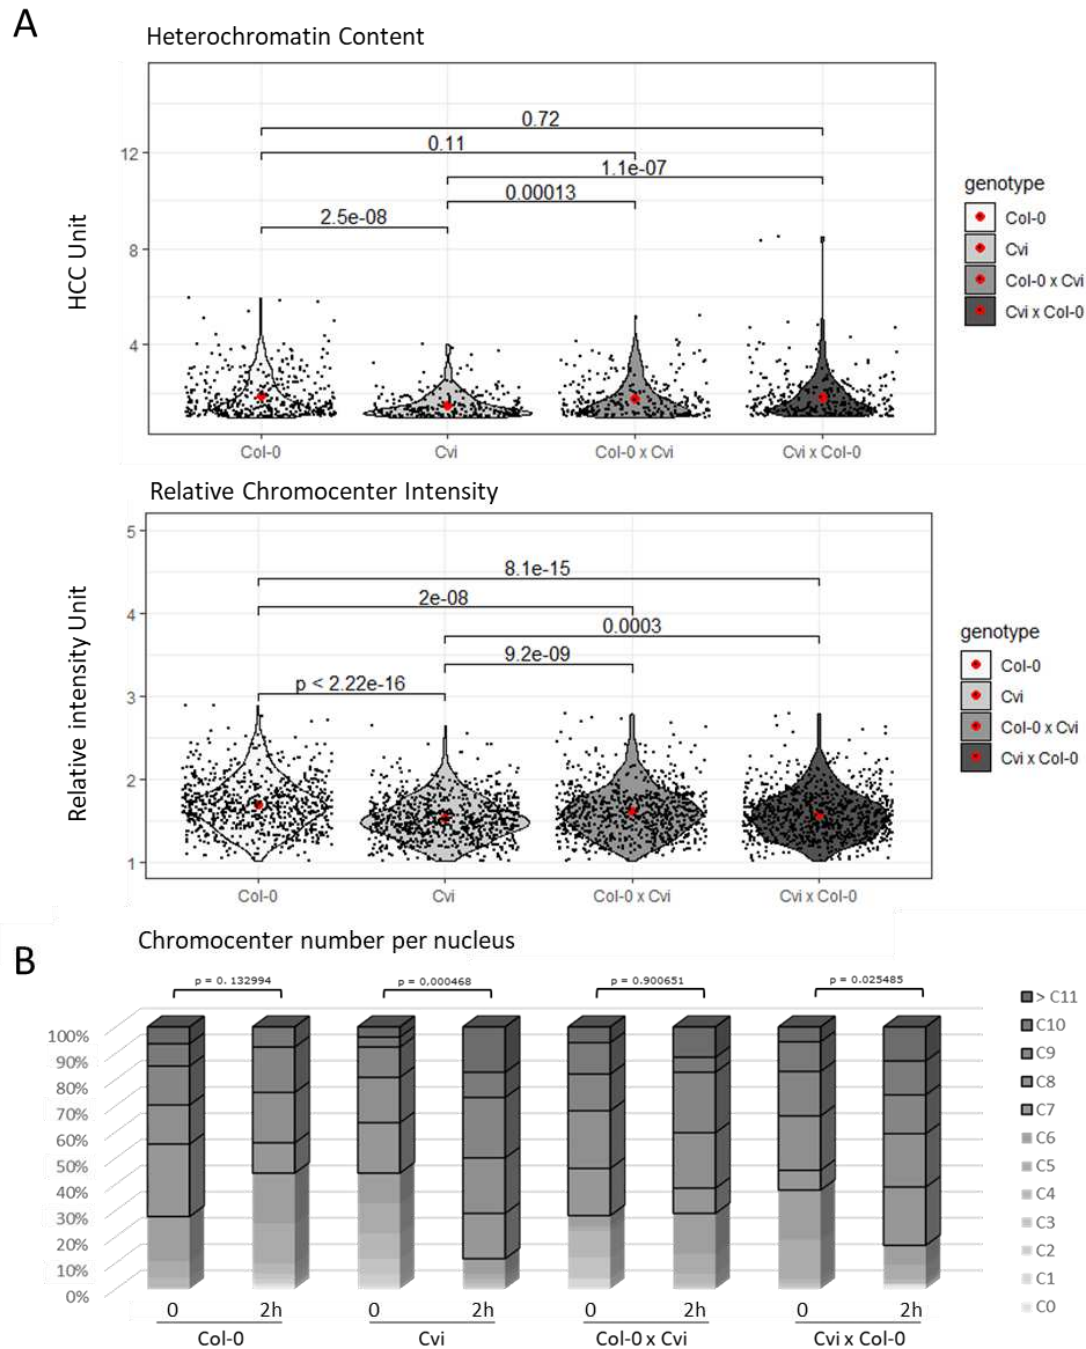 A
Heterochromatin Content
0.72
0.11
1.1e-07
0.00013
2.5e-08
12
8
4
HCC Unit
Col-0
Cvi
Col-0 x Cvi
Cvi x Col-0
genotype
Col-0
Cvi
Col-0 x Cvi
Cvi x Col-0
Relative Chromocenter Intensity
8.1e-15
2e-08
0.0003
9.2e-09
p < 2.22e-16
5
4
3
2
1
Relative intensity Unit
Col-0
Cvi
Col-0 x Cvi
Cvi x Col-0
genotype
Col-0
Cvi
Col-0 x Cvi
Cvi x Col-0
B
Chromocenter number per nucleus
p = 0.132994
p = 0,000468
p = 0.900651
p = 0.025485
100%
90%
80%
70%
60%
50%
40%
30%
20%
10%
0%
0
2h
0
2h
0
2h
0
2h
Col-0
Cvi
Col-0 x Cvi
Cvi x Col-0
> C11
C10
C9
C8
C7
C6
C5
C4
C3
C2
C1
C0